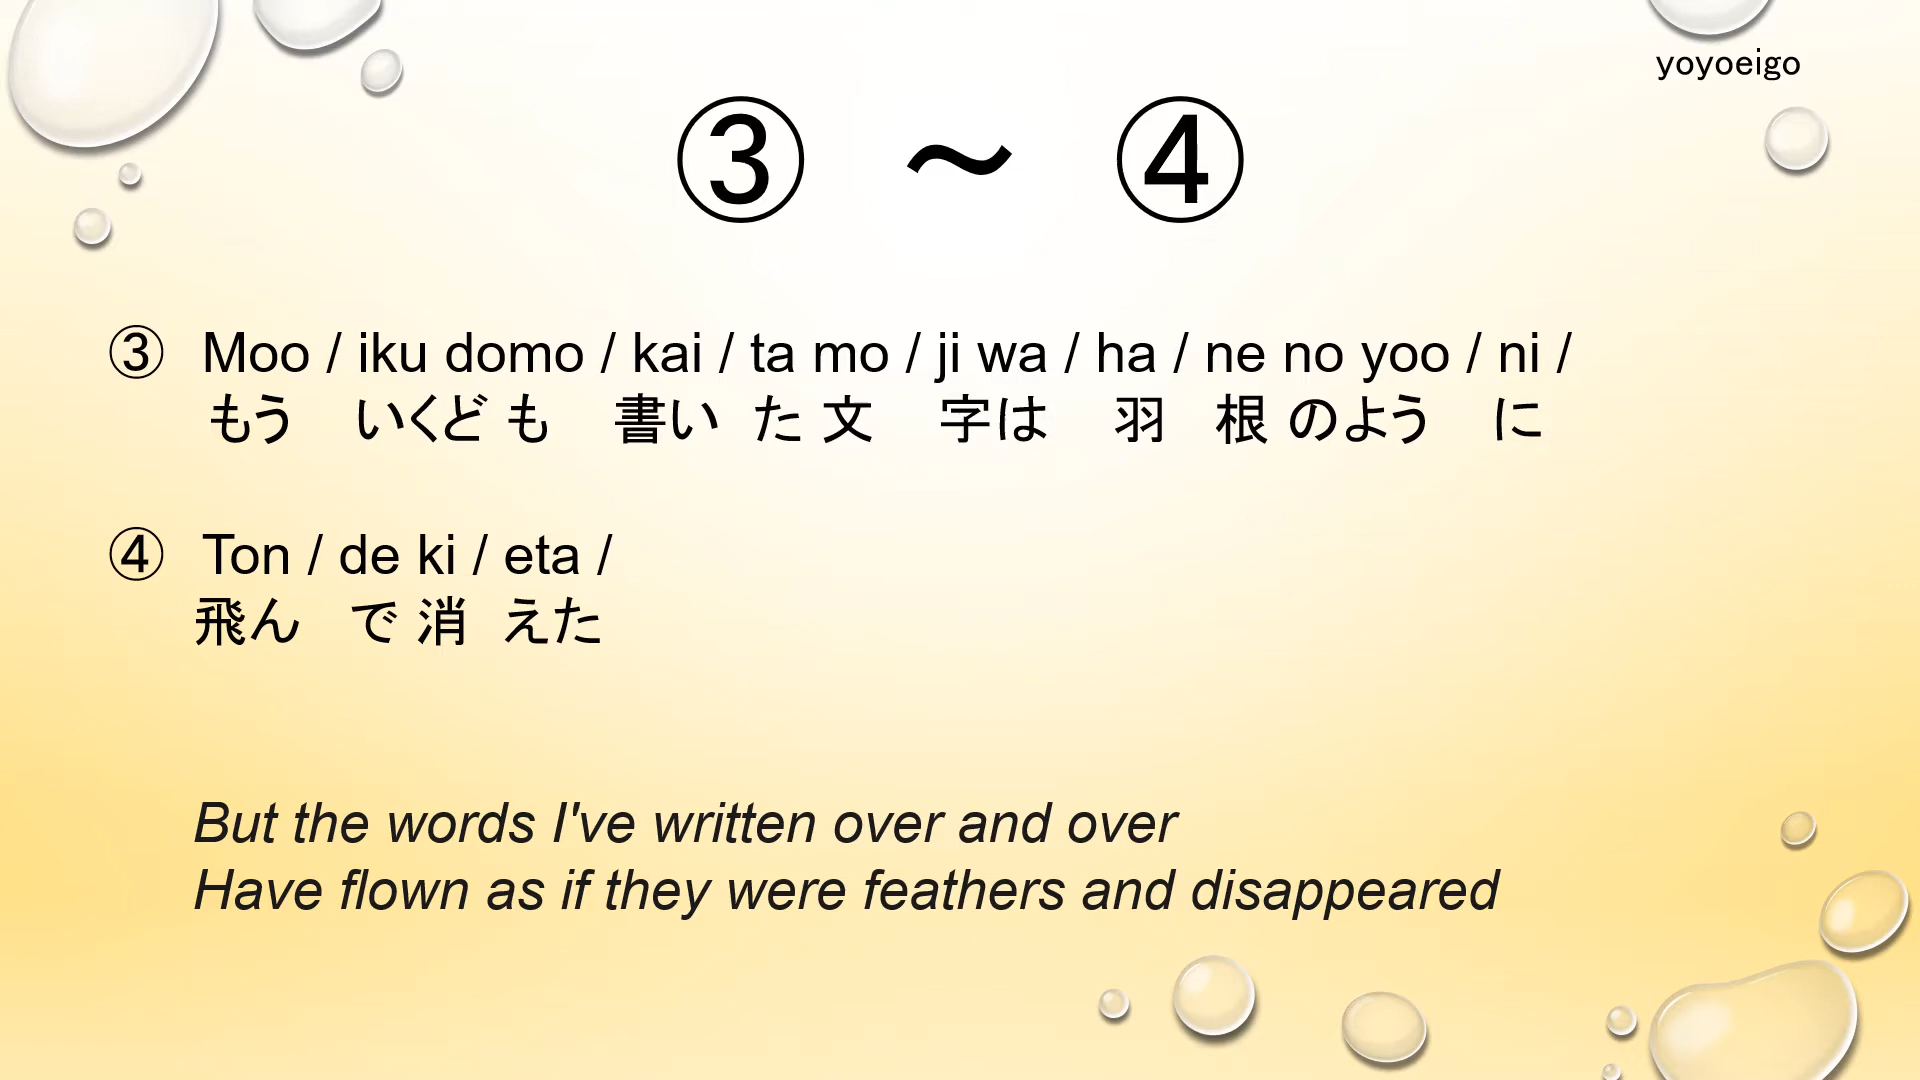 yoyoeigo
③ ～ ④
③ Moo / iku domo / kai / ta mo / ji wa / ha / ne no yoo / ni /
もう いくど も 書い た 文 字は 羽 根 のよう に
④ Ton / de ki / eta /
飛ん で 消 えた
But the words I've written over and over
Have flown as if they were feathers and disappeared